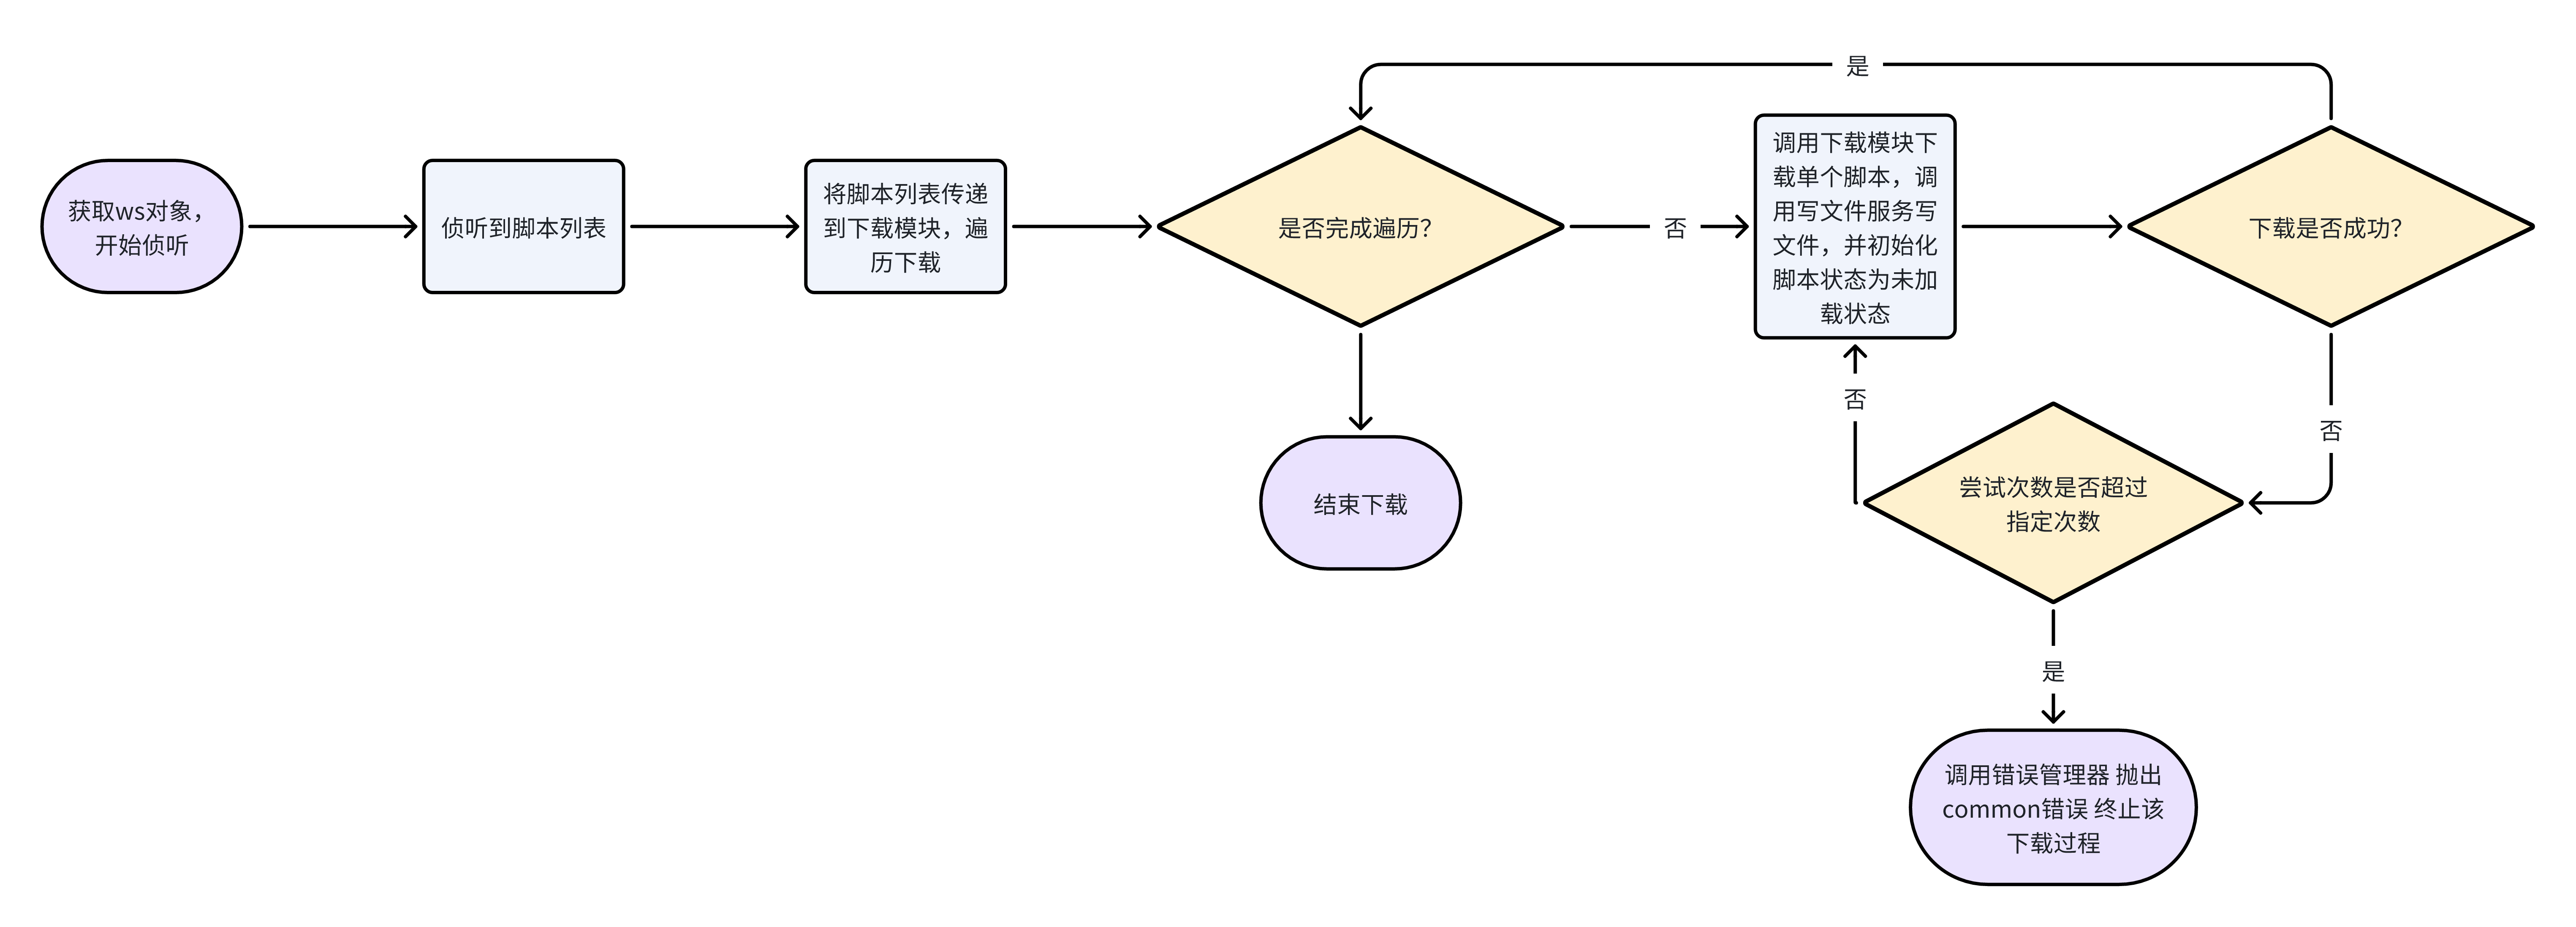 获取ws对象，
开始侦听
侦听到脚本列表
将脚本列表传递
到下载模块，遍
历下载
是否完成遍历？
否
调用下载模块下
载单个脚本，调
用写文件服务写
文件，并初始化
脚本状态为未加
载状态
下载是否成功？
是
否
尝试次数是否超过
指定次数
否
是
调用错误管理器 抛出
common错误 终止该
下载过程
结束下载